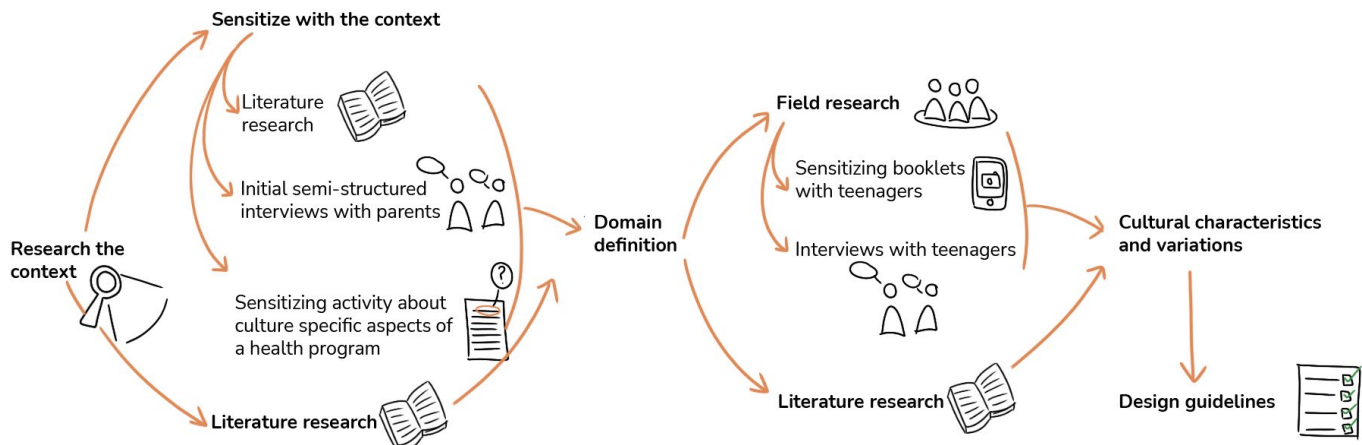 Sensitize with the context
Literature
research
Initial semi-structured
interviews with parents
Research the
context
Sensitizing activity about
culture specific aspects of
a health program
?
Literature research
Domain
definition
Field research
Sensitizing booklets
with teenagers
Interviews with teenagers
Literature research
Cultural characteristics
and variations
Design guidelines